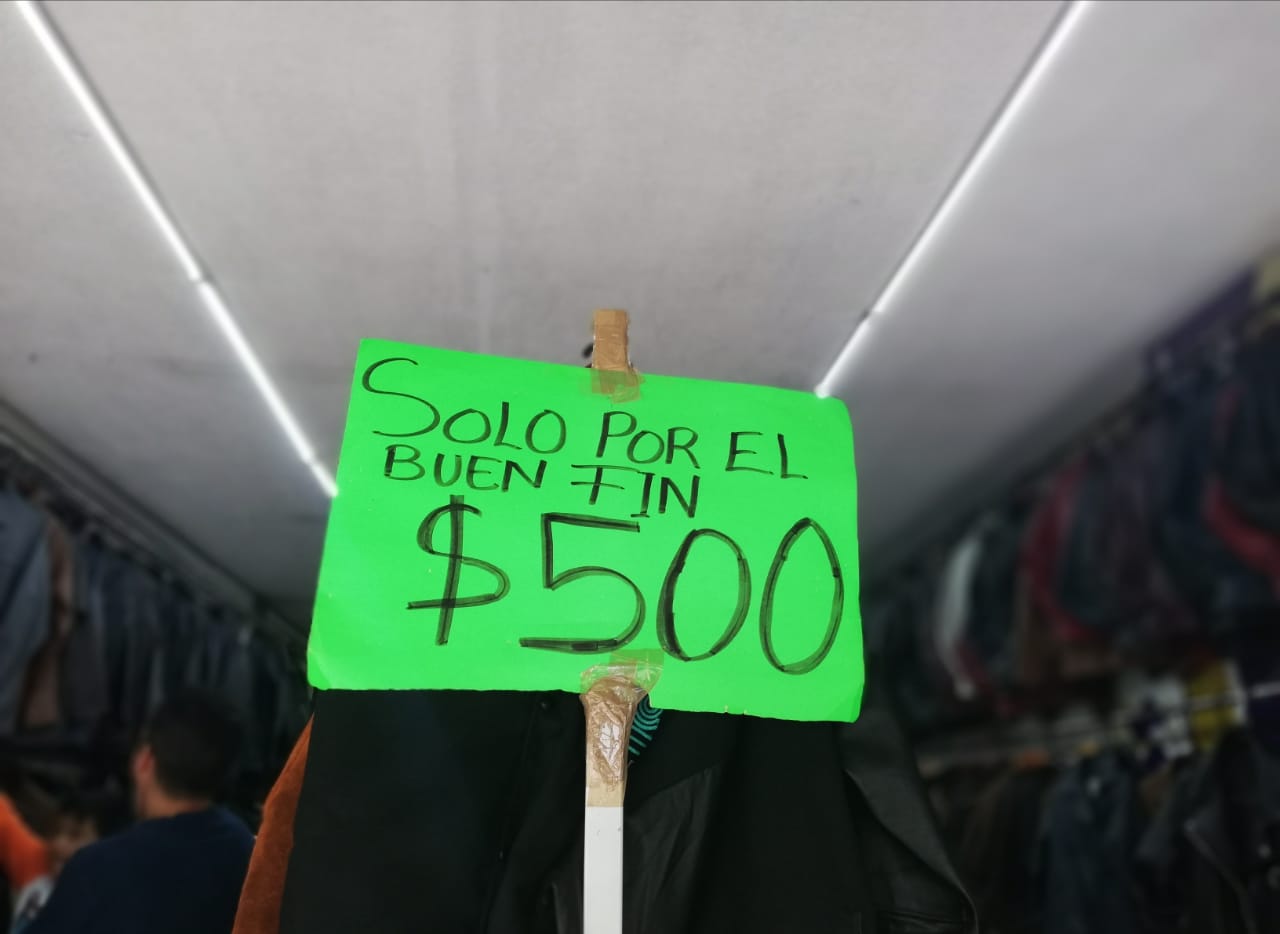 SOLO POR EL
BUEN FIN
$500